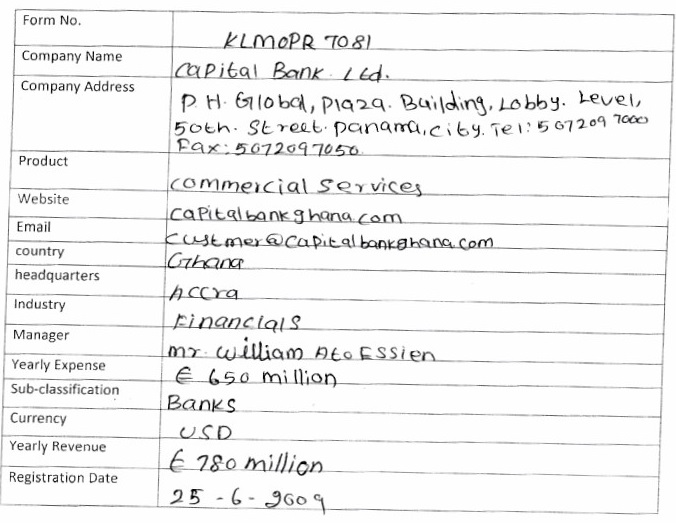 Form No.
KLMOPR 7081
Company Name
Capital Bank Ltd.
Company Address
P. H. Global, plaza. Building, Lobby. Level,
50th. Street. panama, city. Tel: 507209 7000
Fax: 5072097050
Product
commercial services
Website
capitalbankghana.com
Email
custmer@capitalbankghana.com
country
Ghana
headquarters
Accra
Industry
Financials
Manager
mr. william Ato Essien
Yearly Expense
€ 650 million
Sub-classification
Banks
Currency
USD
Yearly Revenue
€ 780 million
Registration Date
25 - 6 - 2009